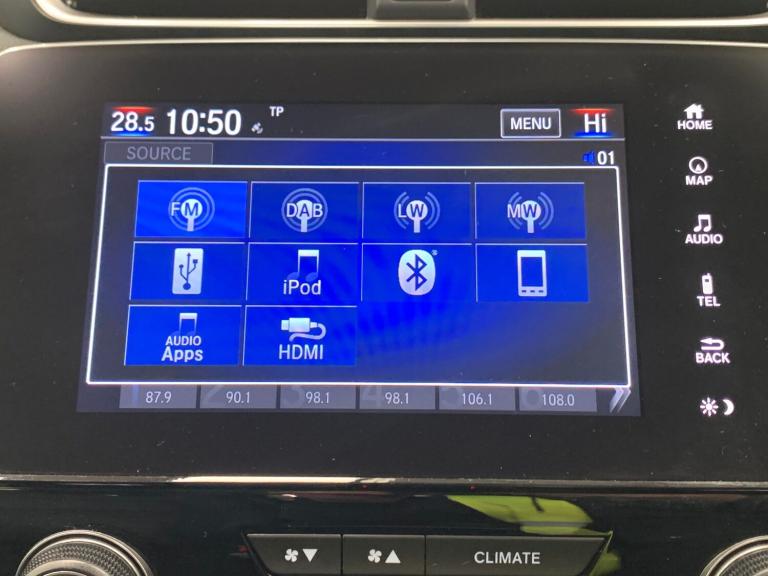 28.5 10:50 TP MENU Hi
SOURCE 01
FM DAB LW MW
iPod
AUDIO Apps HDMI
87.9 90.1 98.1 98.1 106.1 108.0
HOME
MAP
AUDIO
TEL
BACK
CLIMATE